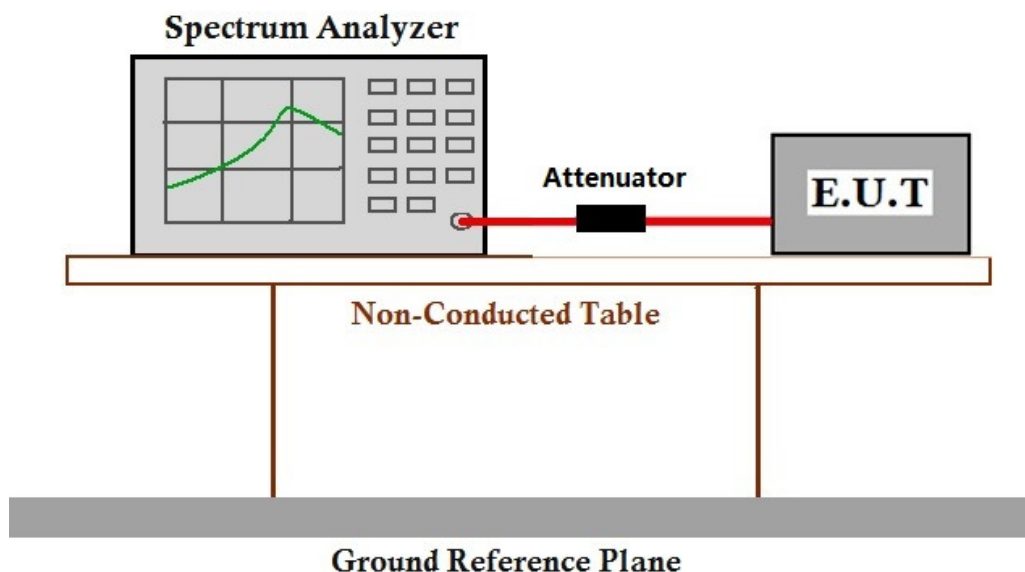 Spectrum Analyzer
Attenuator
E.U.T
Non-Conducted Table
Ground Reference Plane